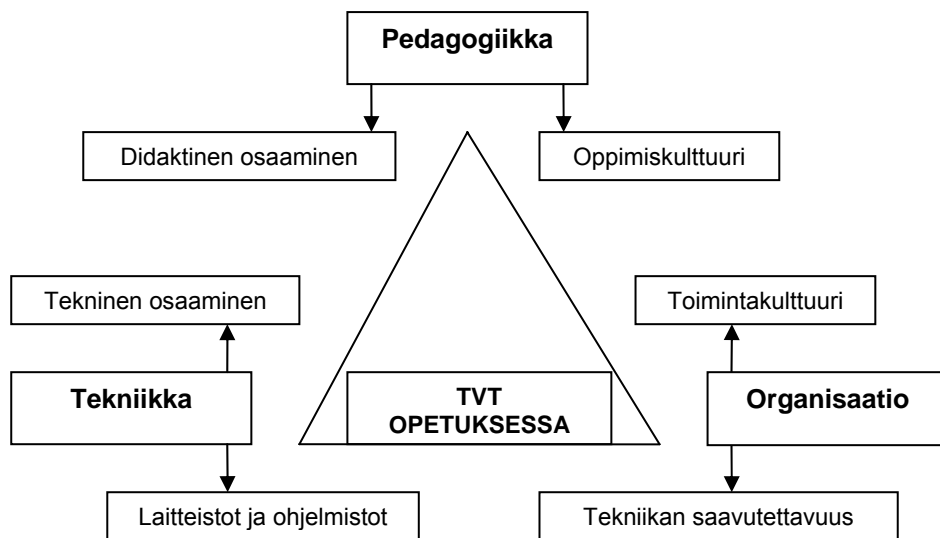 Pedagogiikka
Didaktinen osaaminen
Oppimiskulttuuri
Tekninen osaaminen
Toimintakulttuuri
Tekniikka
TVT
OPETUKSESSA
Organisaatio
Laitteistot ja ohjelmistot
Tekniikan saavutettavuus